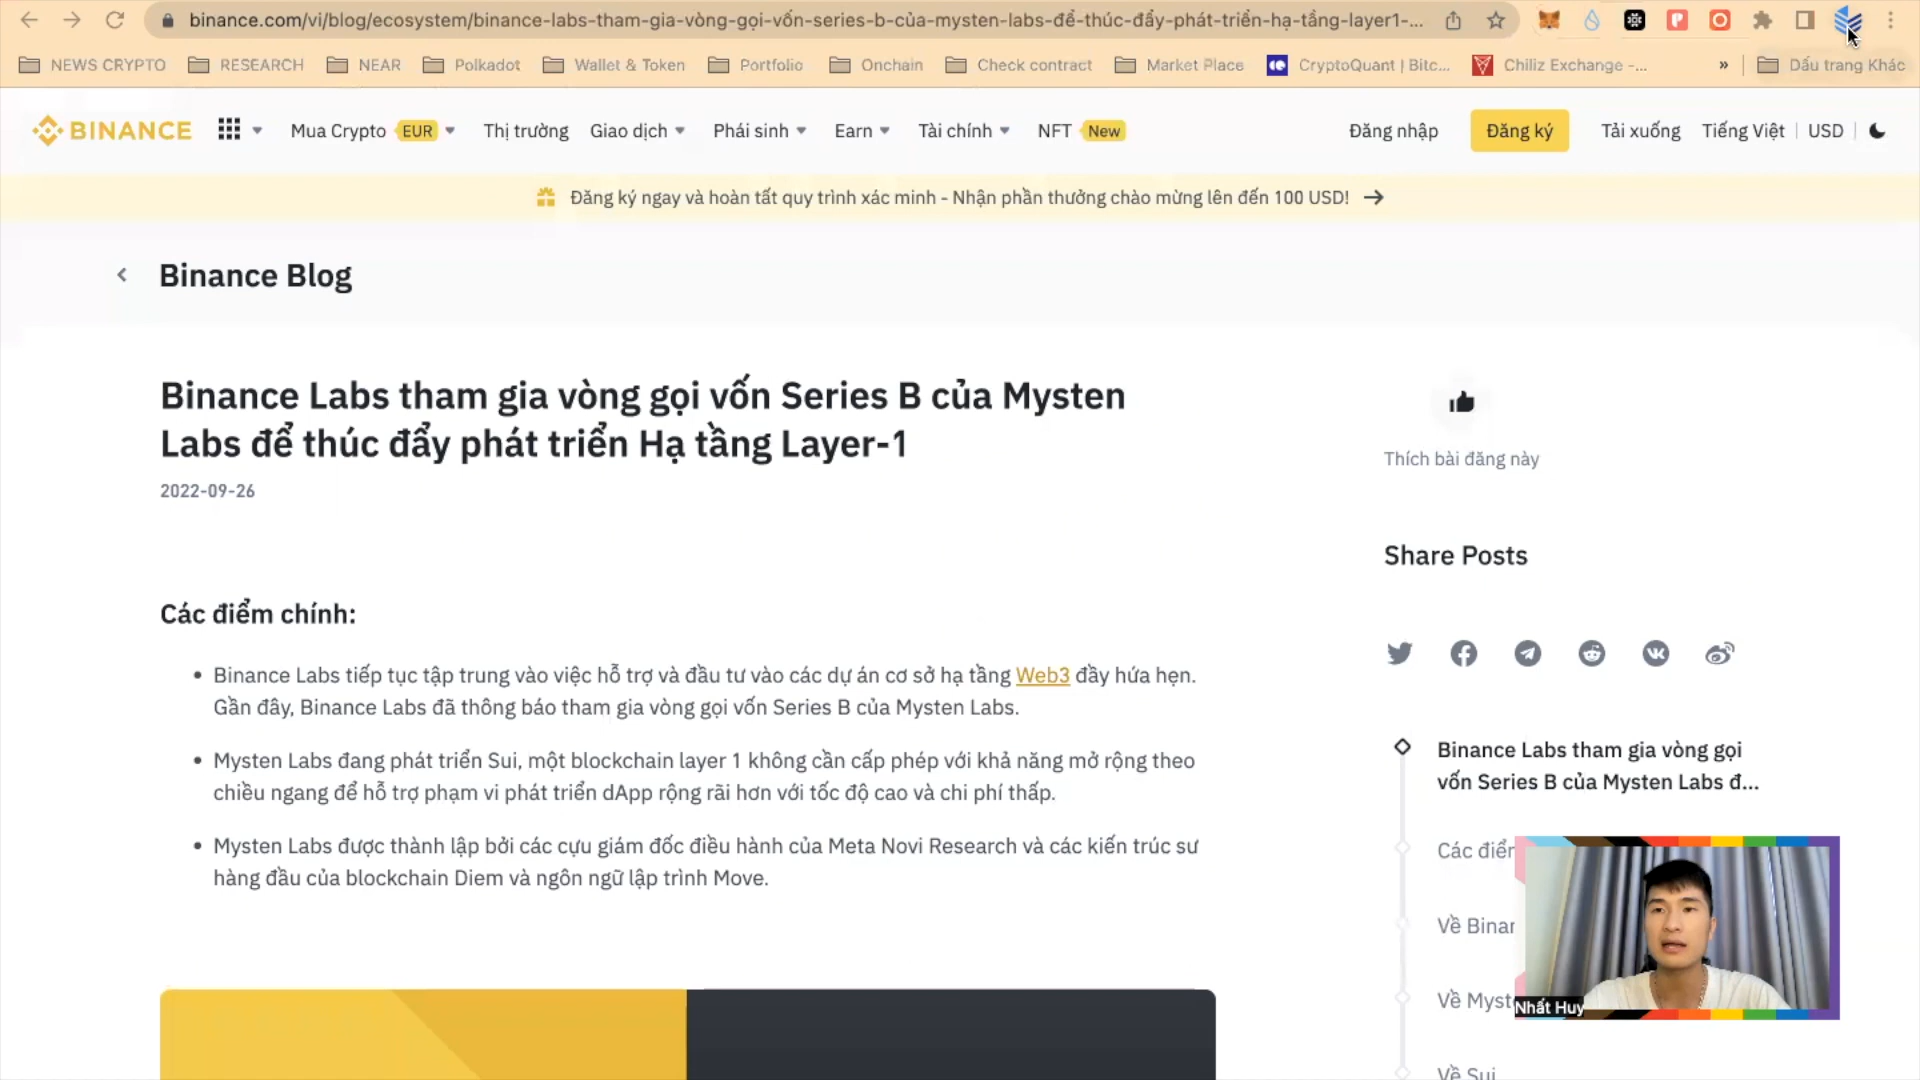 binance.com/vi/blog/ecosystem/binance-labs-tham-gia-vòng-gọi-vốn-series-b-của-mysten-labs-để-thúc-đẩy-phát-triển-hạ-tầng-layer1-...
NEWS CRYPTO RESEARCH NEAR Polkadot Wallet & Token Portfolio Onchain Check contract Market Place CryptoQuant | Bitc... Chiliz Exchange -... » Dấu trang Khác
BINANCE Mua Crypto EUR Thị trường Giao dịch Phái sinh Earn Tài chính NFT New Đăng nhập Đăng ký Tải xuống Tiếng Việt USD
Đăng ký ngay và hoàn tất quy trình xác minh - Nhận phần thưởng chào mừng lên đến 100 USD!
Binance Blog
Binance Labs tham gia vòng gọi vốn Series B của Mysten
Labs để thúc đẩy phát triển Hạ tầng Layer-1
2022-09-26
Các điểm chính:
• Binance Labs tiếp tục tập trung vào việc hỗ trợ và đầu tư vào các dự án cơ sở hạ tầng Web3 đầy hứa hẹn.
Gần đây, Binance Labs đã thông báo tham gia vòng gọi vốn Series B của Mysten Labs.
• Mysten Labs đang phát triển Sui, một blockchain layer 1 không cần cấp phép với khả năng mở rộng theo
chiều ngang để hỗ trợ phạm vi phát triển dApp rộng rãi hơn với tốc độ cao và chi phí thấp.
• Mysten Labs được thành lập bởi các cựu giám đốc điều hành của Meta Novi Research và các kiến trúc sư
hàng đầu của blockchain Diem và ngôn ngữ lập trình Move.
Thích bài đăng này
Share Posts
Binance Labs tham gia vòng gọi
vốn Series B của Mysten Labs đ...
Các điểm
Về Binan
Về Myst
Về Sui
Nhất Huy